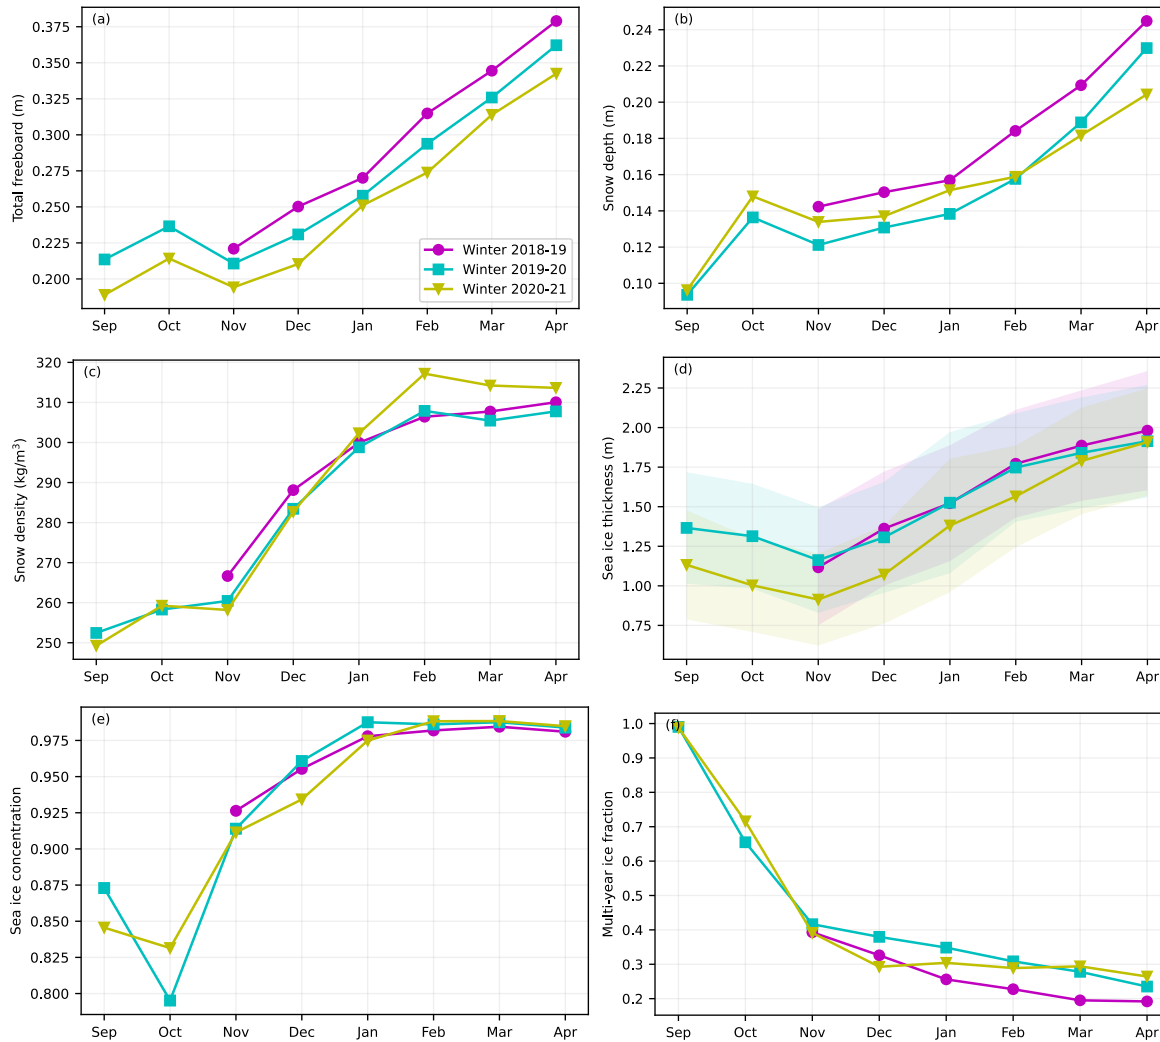 (a)
Total freeboard (m)
0.375
0.350
0.325
0.300
0.275
0.250
0.225
0.200
Sep Oct Nov Dec Jan Feb Mar Apr
Winter 2018-19
Winter 2019-20
Winter 2020-21
(b)
Snow depth (m)
0.24
0.22
0.20
0.18
0.16
0.14
0.12
0.10
Sep Oct Nov Dec Jan Feb Mar Apr
(c)
Snow density (kg/m³)
320
310
300
290
280
270
260
250
Sep Oct Nov Dec Jan Feb Mar Apr
(d)
Sea ice thickness (m)
2.25
2.00
1.75
1.50
1.25
1.00
0.75
Sep Oct Nov Dec Jan Feb Mar Apr
(e)
Sea ice concentration
0.975
0.950
0.925
0.900
0.875
0.850
0.825
0.800
Sep Oct Nov Dec Jan Feb Mar Apr
(f)
Multi-year ice fraction
1.0
0.9
0.8
0.7
0.6
0.5
0.4
0.3
0.2
Sep Oct Nov Dec Jan Feb Mar Apr